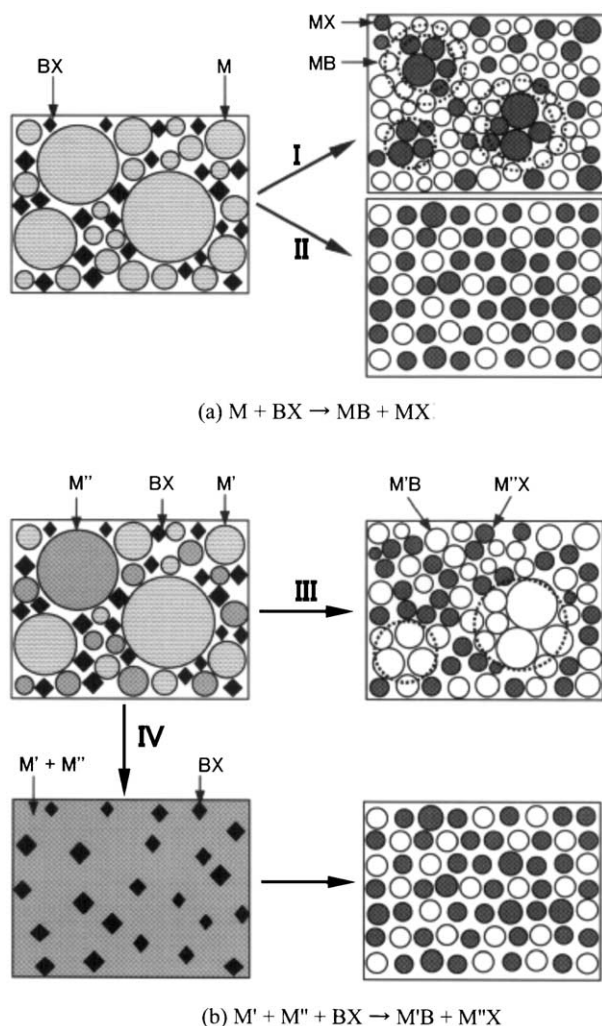 MX
BX
M
MB
I
II
(a) M + BX → MB + MX
M"
BX
M'
M'B
M"X
III
IV
M' + M"
BX
(b) M' + M" + BX → M'B + M"X